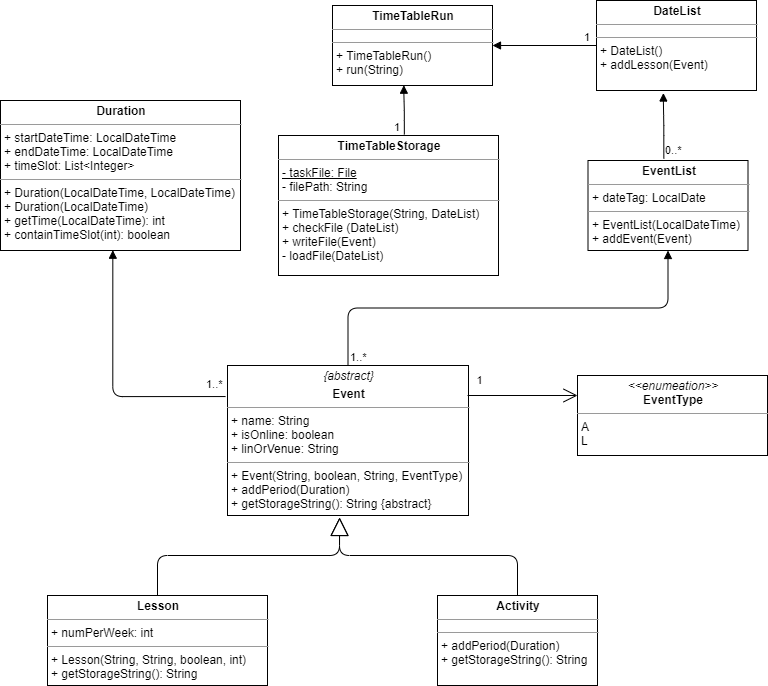 TimeTableRun
+ TimeTableRun()
+ run(String)
DateList
+ DateList()
+ addLesson(Event)
1
1
Duration
+ startDateTime: LocalDateTime
+ endDateTime: LocalDateTime
+ timeSlot: List<Integer>
+ Duration(LocalDateTime, LocalDateTime)
+ Duration(LocalDateTime)
+ getTime(LocalDateTime): int
+ containTimeSlot(int): boolean
TimeTableStorage
- taskFile: File
- filePath: String
+ TimeTableStorage(String, DateList)
+ checkFile (DateList)
+ writeFile(Event)
- loadFile(DateList)
0..*
EventList
+ dateTag: LocalDate
+ EventList(LocalDateTime)
+ addEvent(Event)
1..*
1..*
{abstract}
Event
+ name: String
+ isOnline: boolean
+ linOrVenue: String
+ Event(String, boolean, String, EventType)
+ addPeriod(Duration)
+ getStorageString(): String {abstract}
1
<<enumeation>>
EventType
A
L
Lesson
+ numPerWeek: int
+ Lesson(String, String, boolean, int)
+ getStorageString(): String
Activity
+ addPeriod(Duration)
+ getStorageString(): String